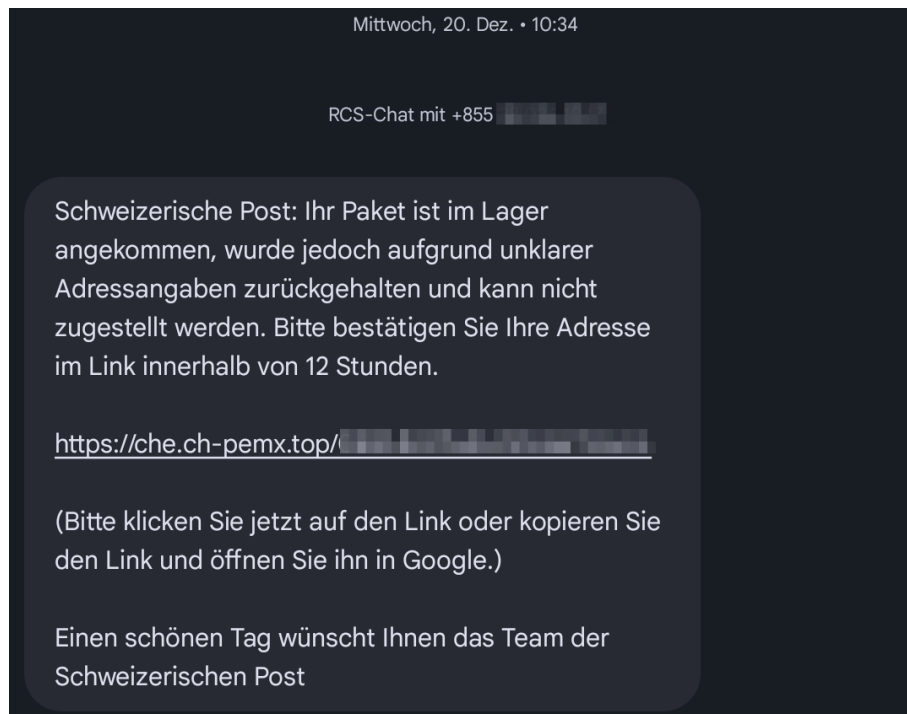 Mittwoch, 20. Dez. • 10:34
RCS-Chat mit +855
Schweizerische Post: Ihr Paket ist im Lager
angekommen, wurde jedoch aufgrund unklarer
Adressangaben zurückgehalten und kann nicht
zugestellt werden. Bitte bestätigen Sie Ihre Adresse
im Link innerhalb von 12 Stunden.
https://che.ch-pemx.top/
(Bitte klicken Sie jetzt auf den Link oder kopieren Sie
den Link und öffnen Sie ihn in Google.)
Einen schönen Tag wünscht Ihnen das Team der
Schweizerischen Post